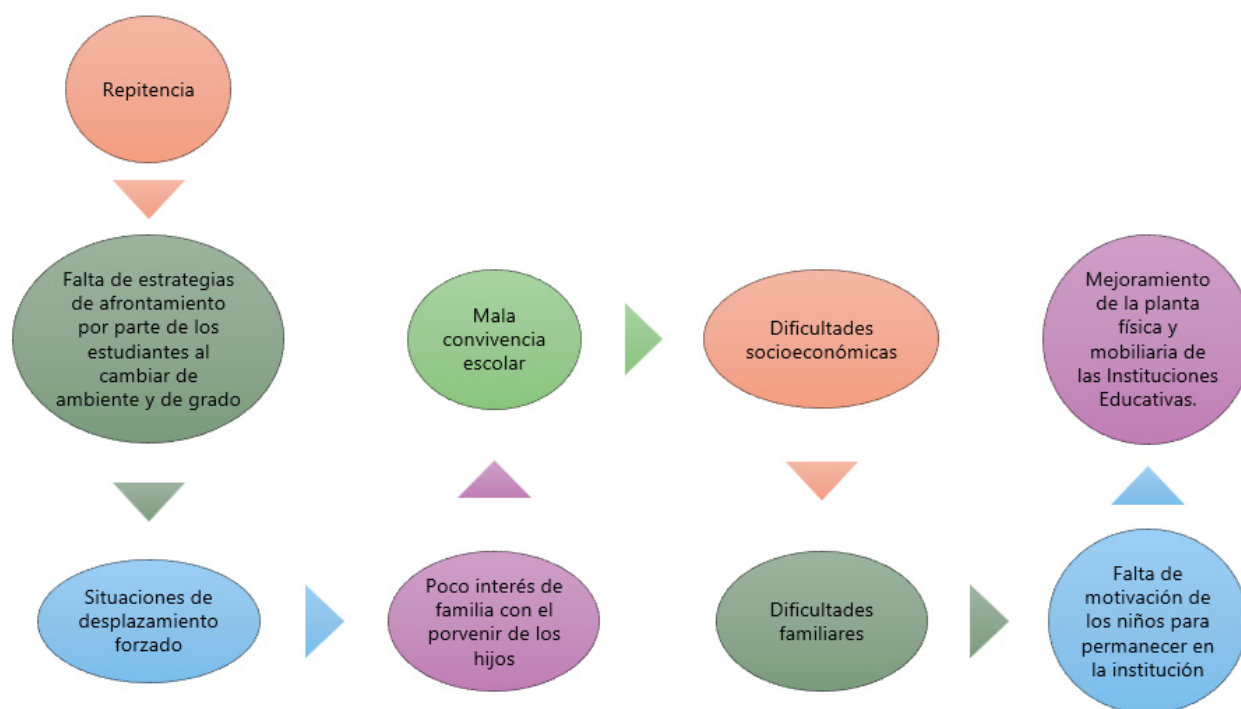 Repitencia
Falta de estrategias
de afrontamiento
por parte de los
estudiantes al
cambiar de
ambiente y de grado
Situaciones de
desplazamiento
forzado
Poco interés de
familia con el
porvenir de los
hijos
Mala
convivencia
escolar
Dificultades
socioeconómicas
Dificultades
familiares
Falta de
motivación de
los niños para
permanecer en
la institución
Mejoramiento
de la planta
física y
mobiliaria de
las Instituciones
Educativas.